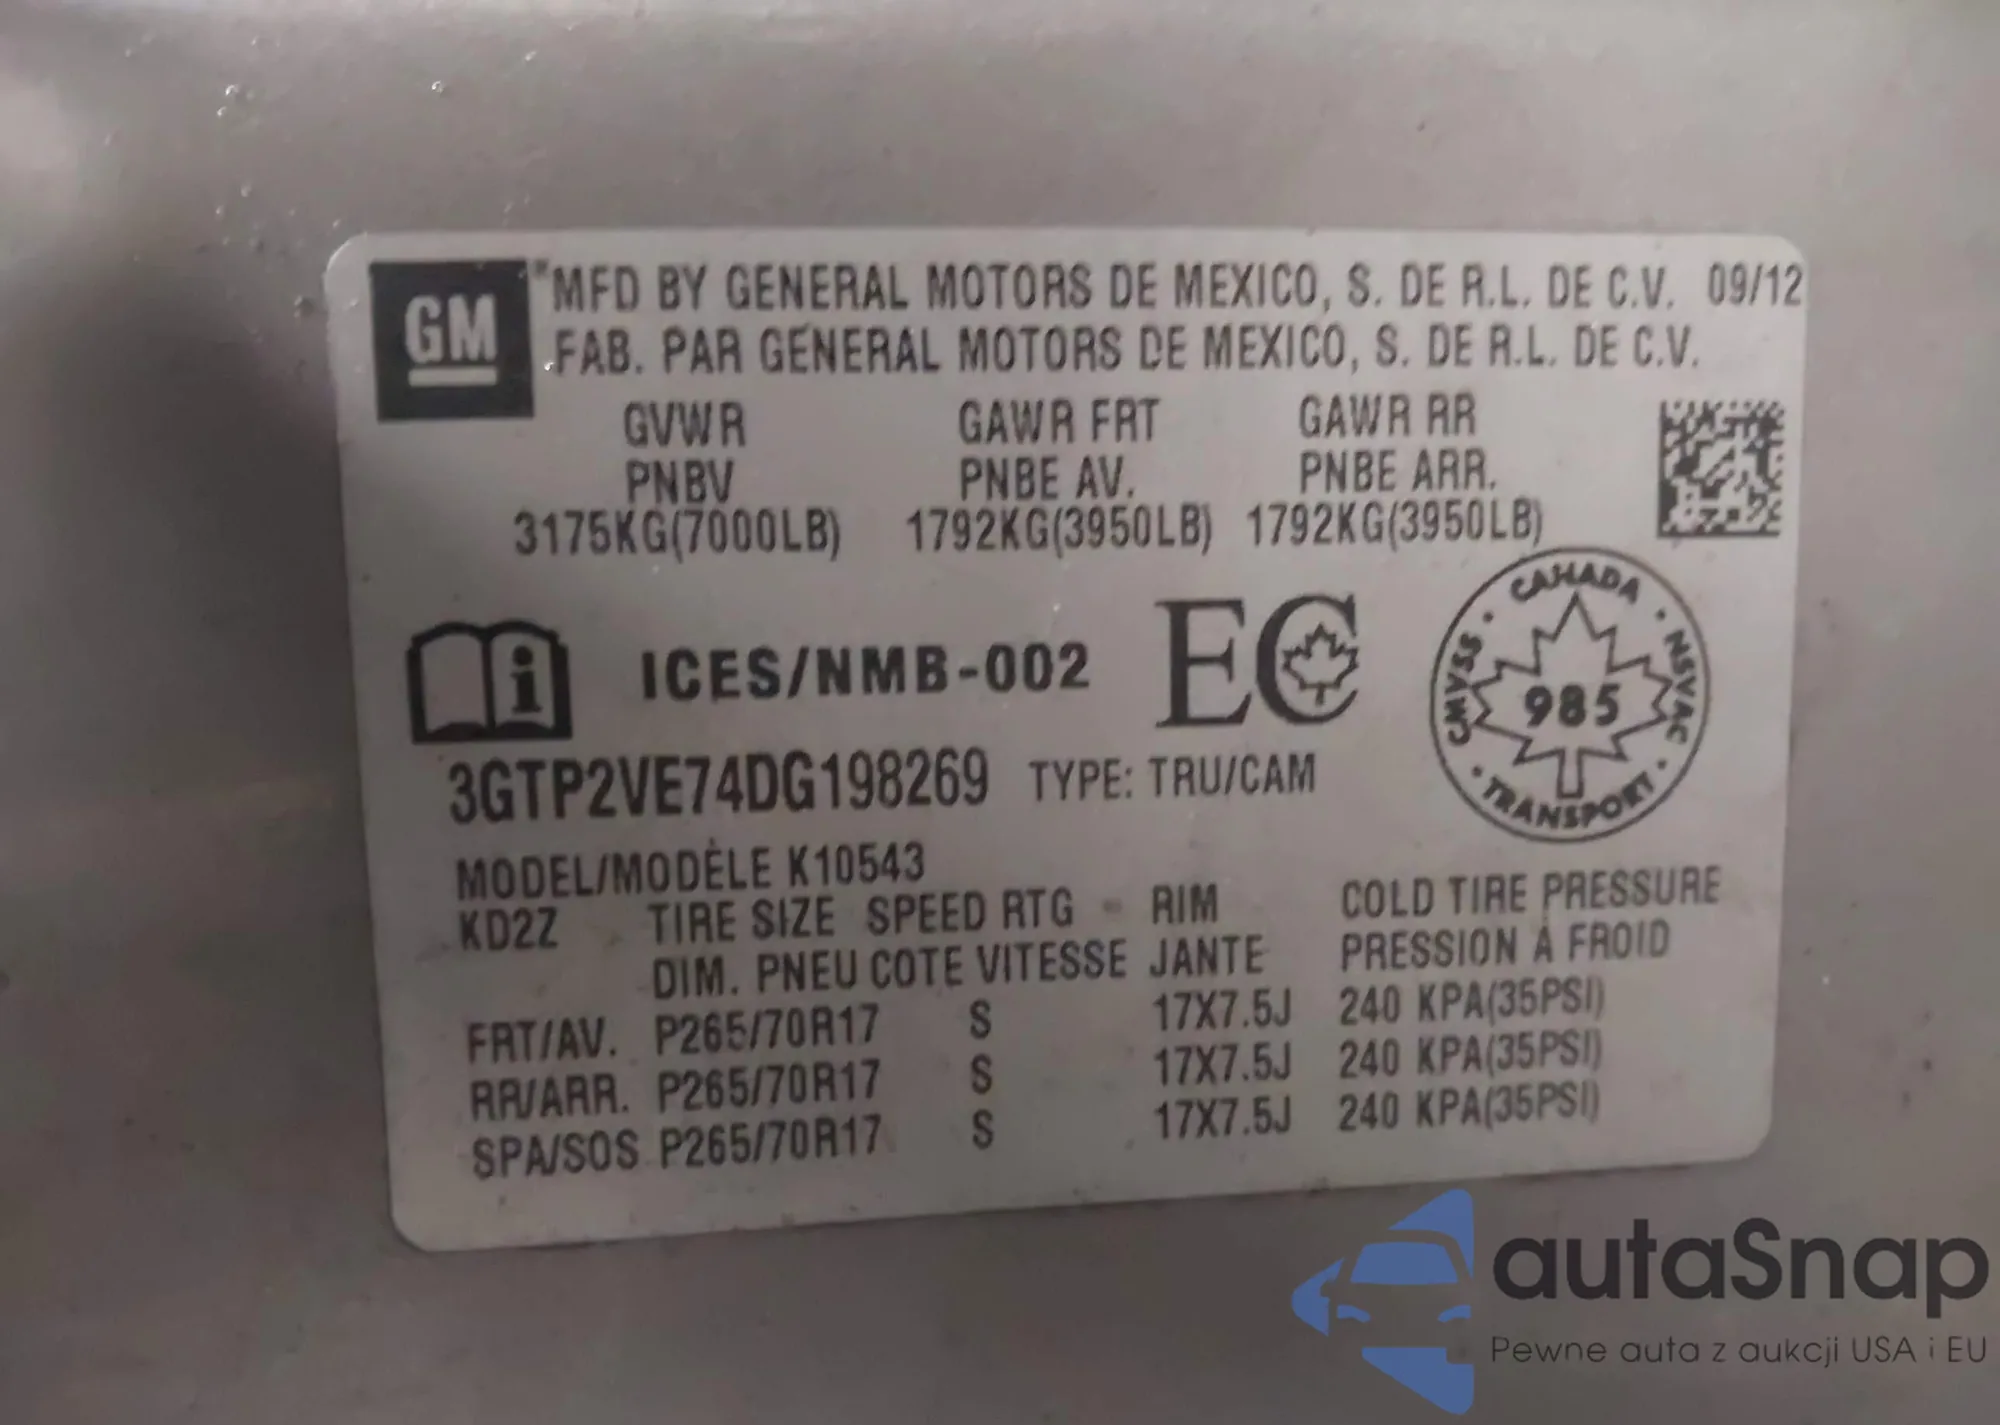 GM
MFD BY GENERAL MOTORS DE MEXICO, S. DE R.L. DE C.V. 09/12
FAB. PAR GENERAL MOTORS DE MEXICO, S. DE R.L. DE C.V.
GVWR GAWR FRT GAWR RR
PNBV PNBE AV. PNBE ARR.
3175KG(7000LB) 1792KG(3950LB) 1792KG(3950LB)
i ICES/NMB-002 EC
CANADA
CMVSS · NSVAC
985
TRANSPORT
3GTP2VE74DG198269 TYPE: TRU/CAM
MODEL/MODÈLE K10543
KD2Z TIRE SIZE SPEED RTG RIM COLD TIRE PRESSURE
DIM. PNEU COTE VITESSE JANTE PRESSION À FROID
FRT/AV. P265/70R17 S 17X7.5J 240 KPA(35PSI)
RR/ARR. P265/70R17 S 17X7.5J 240 KPA(35PSI)
SPA/SOS P265/70R17 S 17X7.5J 240 KPA(35PSI)
autaSnap
Pewne auta z aukcji USA i EU